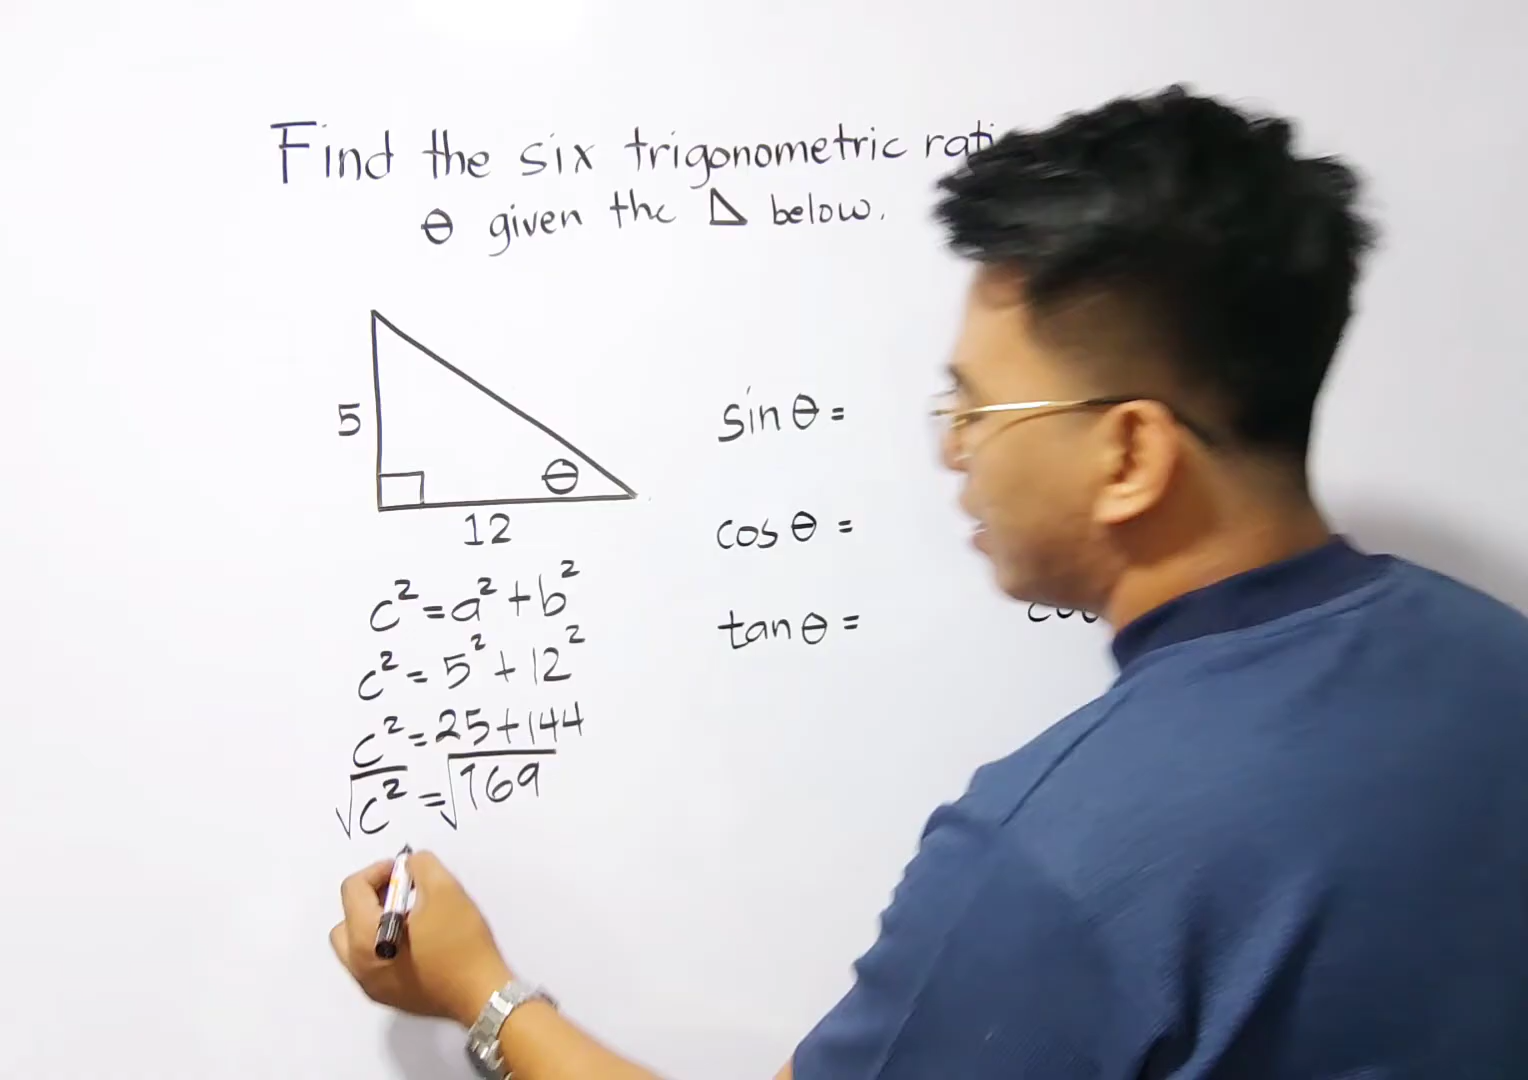 Find the six trigonometric
θ given the △ below.
5
θ
12
sin θ =
cos θ =
tan θ =
c² = a² + b²
c² = 5² + 12²
c² = 25 + 144
√c² = √169